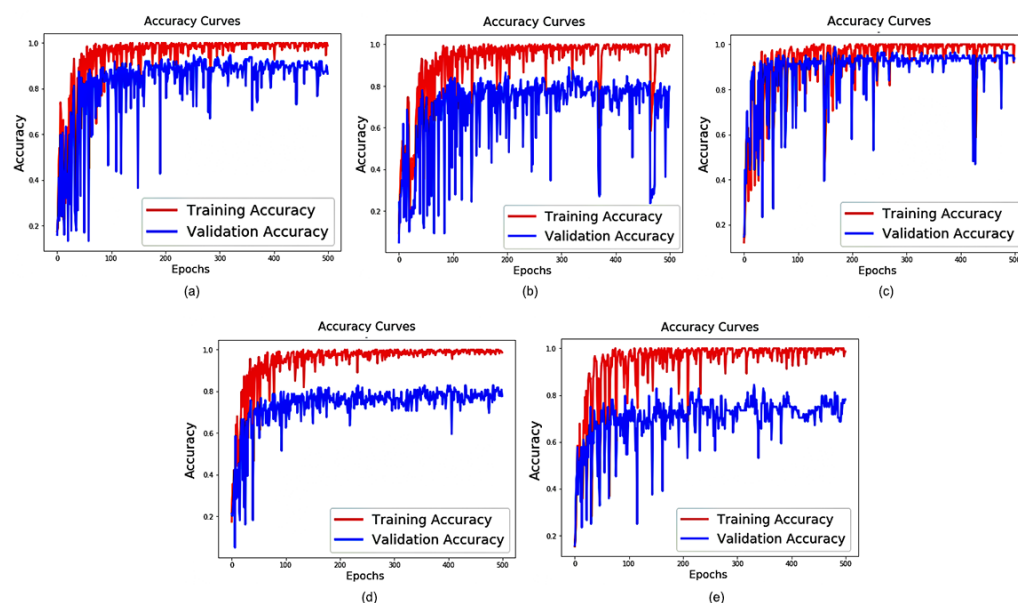 Accuracy Curves
1.0
0.8
0.6
0.4
0.2
Accuracy
Training Accuracy
Validation Accuracy
0 100 200 300 400 500
Epochs
(a)
Accuracy Curves
1.0
0.8
0.6
0.4
0.2
Accuracy
Training Accuracy
Validation Accuracy
0 100 200 300 400 500
Epochs
(b)
Accuracy Curves
1.0
0.8
0.6
0.4
0.2
Accuracy
Training Accuracy
Validation Accuracy
0 100 200 300 400 500
Epochs
(c)
Accuracy Curves
1.0
0.8
0.6
0.4
0.2
Accuracy
Training Accuracy
Validation Accuracy
0 100 200 300 400 500
Epochs
(d)
Accuracy Curves
1.0
0.8
0.6
0.4
0.2
Accuracy
Training Accuracy
Validation Accuracy
0 100 200 300 400 500
Epochs
(e)